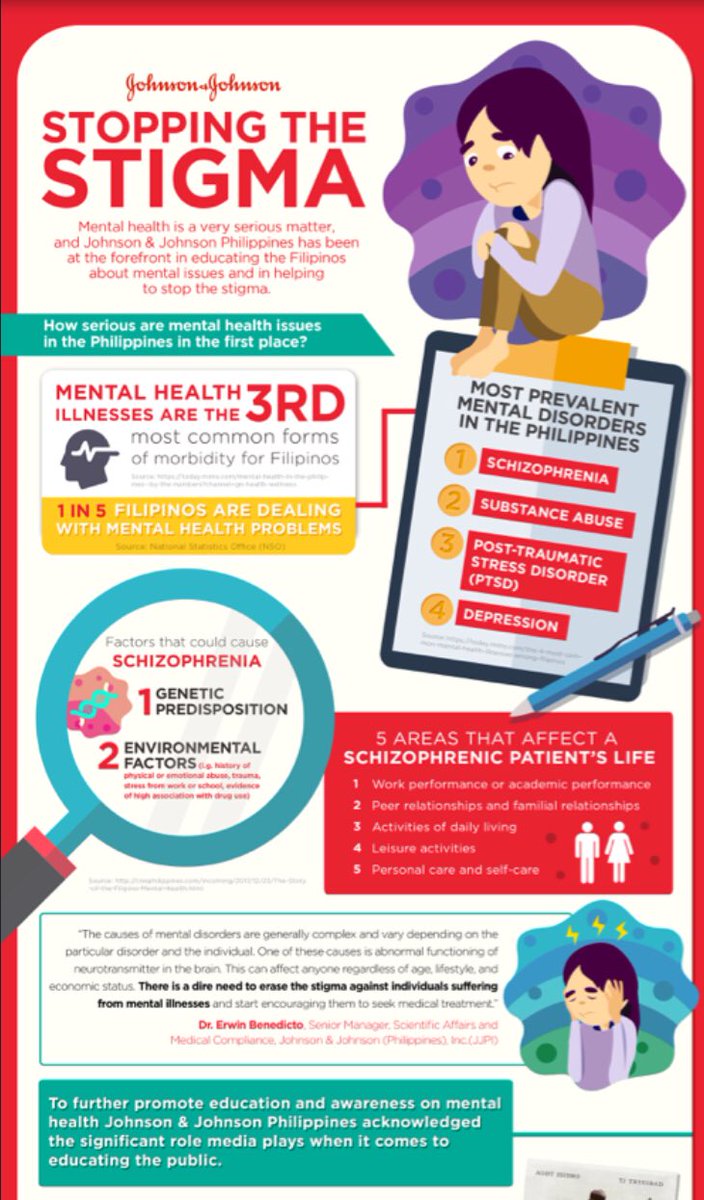 Johnson & Johnson
STOPPING THE
STIGMA
Mental health is a very serious matter,
and Johnson & Johnson Philippines has been
at the forefront in educating the Filipinos
about mental issues and in helping
to stop the stigma.
How serious are mental health issues
in the Philippines in the first place?
MENTAL HEALTH
ILLNESSES ARE THE 3RD
most common forms
of morbidity for Filipinos
1 IN 5 FILIPINOS ARE DEALING
WITH MENTAL HEALTH PROBLEMS
Source: National Statistics Office (NSO)
MOST PREVALENT
MENTAL DISORDERS
IN THE PHILIPPINES
1 SCHIZOPHRENIA
2 SUBSTANCE ABUSE
3 POST-TRAUMATIC
STRESS DISORDER
(PTSD)
4 DEPRESSION
Factors that could cause
SCHIZOPHRENIA
1 GENETIC
PREDISPOSITION
2 ENVIRONMENTAL
FACTORS (i.g. history of
physical or emotional abuse, trauma,
stress from work or school, evidence
of high association with drug use)
5 AREAS THAT AFFECT A
SCHIZOPHRENIC PATIENT'S LIFE
1 Work performance or academic performance
2 Peer relationships and familial relationships
3 Activities of daily living
4 Leisure activities
5 Personal care and self-care
"The causes of mental disorders are generally complex and vary depending on the
particular disorder and the individual. One of these causes is abnormal functioning of
neurotransmitter in the brain. This can affect anyone regardless of age, lifestyle, and
economic status. There is a dire need to erase the stigma against individuals suffering
from mental illnesses and start encouraging them to seek medical treatment."
Dr. Erwin Benedicto, Senior Manager, Scientific Affairs and
Medical Compliance, Johnson & Johnson (Philippines), Inc.(JJPI)
To further promote education and awareness on mental
health Johnson & Johnson Philippines acknowledged
the significant role media plays when it comes to
educating the public.